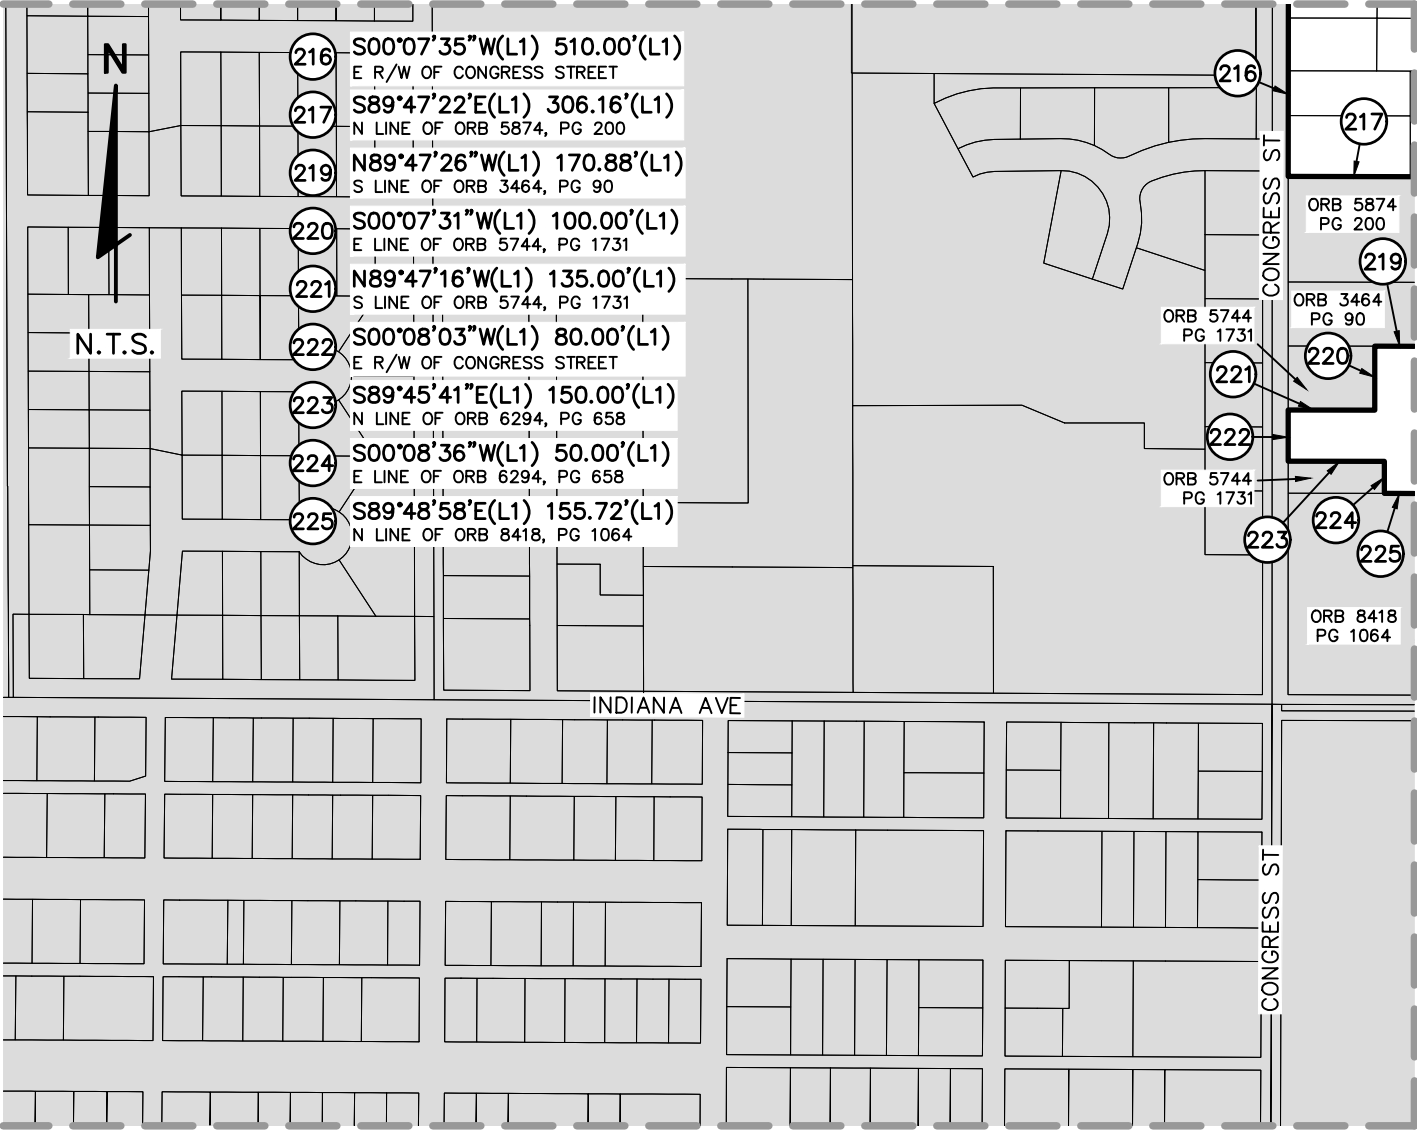 N
N.T.S.
216 S00°07'35"W(L1) 510.00'(L1)
E R/W OF CONGRESS STREET
217 S89°47'22'E(L1) 306.16'(L1)
N LINE OF ORB 5874, PG 200
219 N89°47'26"W(L1) 170.88'(L1)
S LINE OF ORB 3464, PG 90
220 S00°07'31"W(L1) 100.00'(L1)
E LINE OF ORB 5744, PG 1731
221 N89°47'16'W(L1) 135.00'(L1)
S LINE OF ORB 5744, PG 1731
222 S00°08'03"W(L1) 80.00'(L1)
E R/W OF CONGRESS STREET
223 S89°45'41"E(L1) 150.00'(L1)
N LINE OF ORB 6294, PG 658
224 S00°08'36"W(L1) 50.00'(L1)
E LINE OF ORB 6294, PG 658
225 S89°48'58'E(L1) 155.72'(L1)
N LINE OF ORB 8418, PG 1064
216
217
CONGRESS ST
ORB 5874
PG 200
219
ORB 3464
PG 90
ORB 5744
PG 1731
220
221
222
ORB 5744
PG 1731
223
224
225
ORB 8418
PG 1064
INDIANA AVE
CONGRESS ST